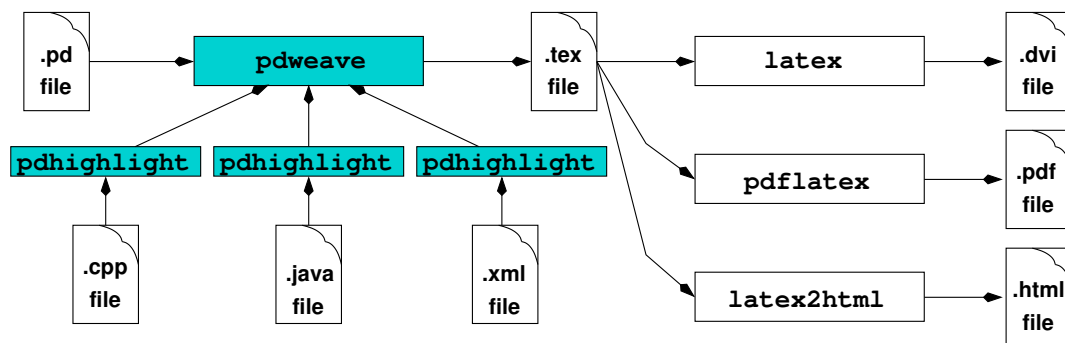 .pd
file
pdweave
.tex
file
latex
.dvi
file
pdhighlight
pdhighlight
pdhighlight
pdflatex
.pdf
file
.cpp
file
.java
file
.xml
file
latex2html
.html
file